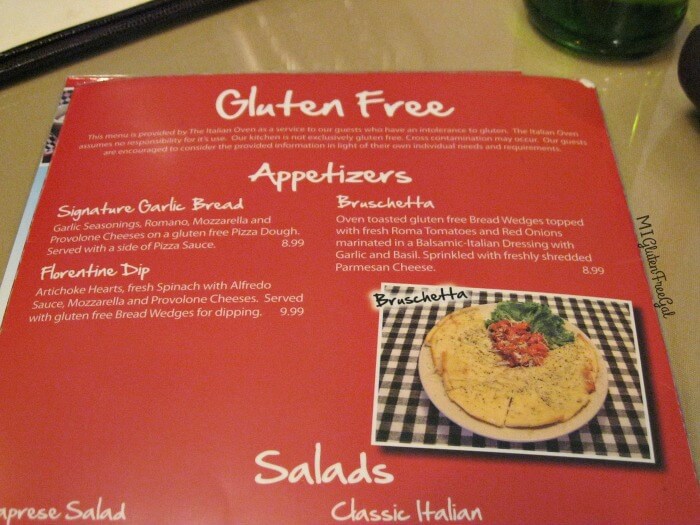 Gluten Free
This menu is provided by The Italian Oven as a service to our guests who have an intolerance to gluten. The Italian Oven
assumes no responsibility for it's use. Our kitchen is not exclusively gluten free. Cross contamination may occur. Our guests
are encouraged to consider the provided information in light of their own individual needs and requirements.
Appetizers
Signature Garlic Bread
Garlic Seasonings, Romano, Mozzarella and
Provolone Cheeses on a gluten free Pizza Dough.
Served with a side of Pizza Sauce. 8.99
Florentine Dip
Artichoke Hearts, fresh Spinach with Alfredo
Sauce, Mozzarella and Provolone Cheeses. Served
with gluten free Bread Wedges for dipping. 9.99
Bruschetta
Oven toasted gluten free Bread Wedges topped
with fresh Roma Tomatoes and Red Onions
marinated in a Balsamic-Italian Dressing with
Garlic and Basil. Sprinkled with freshly shredded
Parmesan Cheese. 8.99
Bruschetta
MIGlutenFreeGal
Salads
aprese Salad
Classic Italian